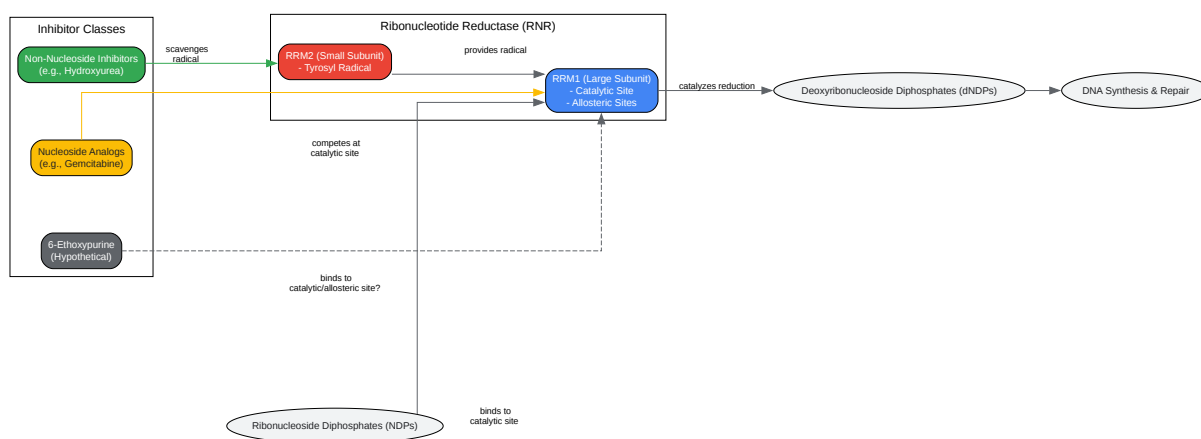 Inhibitor Classes
Ribonucleotide Reductase (RNR)
Non-Nucleoside Inhibitors
(e.g., Hydroxyurea)
scavenges
radical
RRM2 (Small Subunit)
- Tyrosyl Radical
provides radical
RRM1 (Large Subunit)
- Catalytic Site
- Allosteric Sites
catalyzes reduction
Deoxyribonucleoside Diphosphates (dNDPs)
DNA Synthesis & Repair
Nucleoside Analogs
(e.g., Gemcitabine)
competes at
catalytic site
6-Ethoxypurine
(Hypothetical)
binds to
catalytic/allosteric site?
Ribonucleoside Diphosphates (NDPs)
binds to
catalytic site